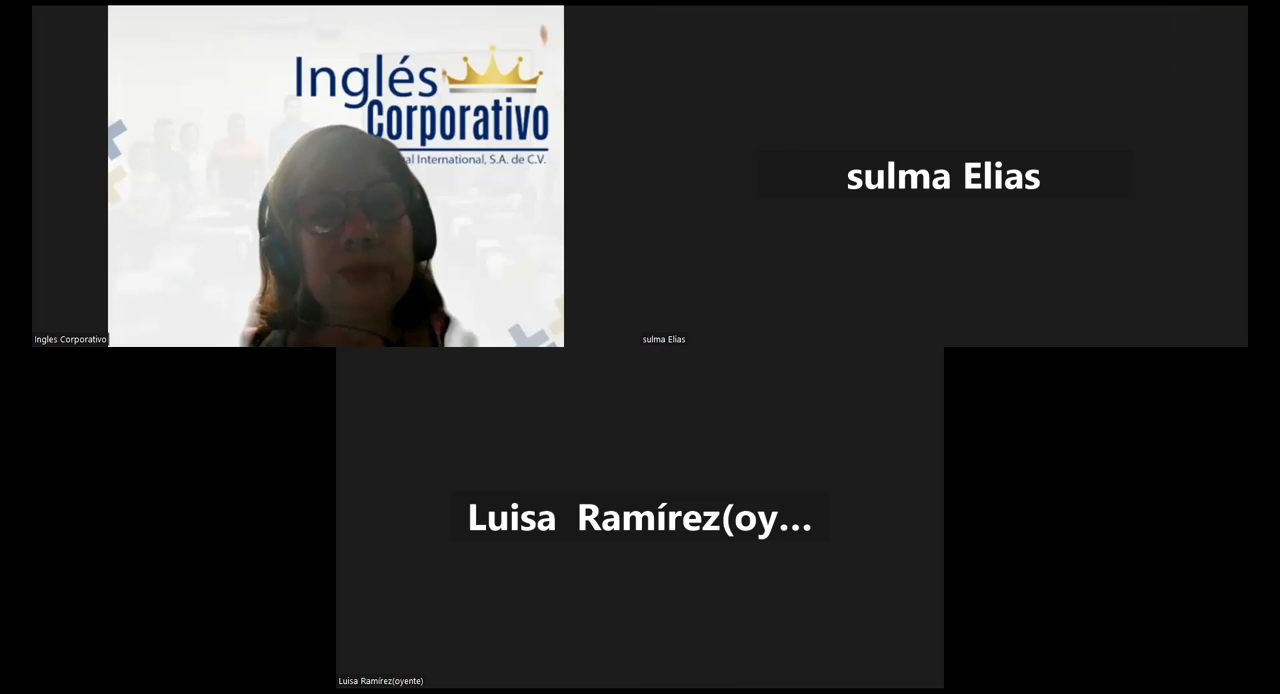 Inglés
Corporativo
al International, S.A. de C.V.
Ingles Corporativo
sulma Elias
sulma Elias
Luisa Ramírez(oy...
Luisa Ramírez(oyente)